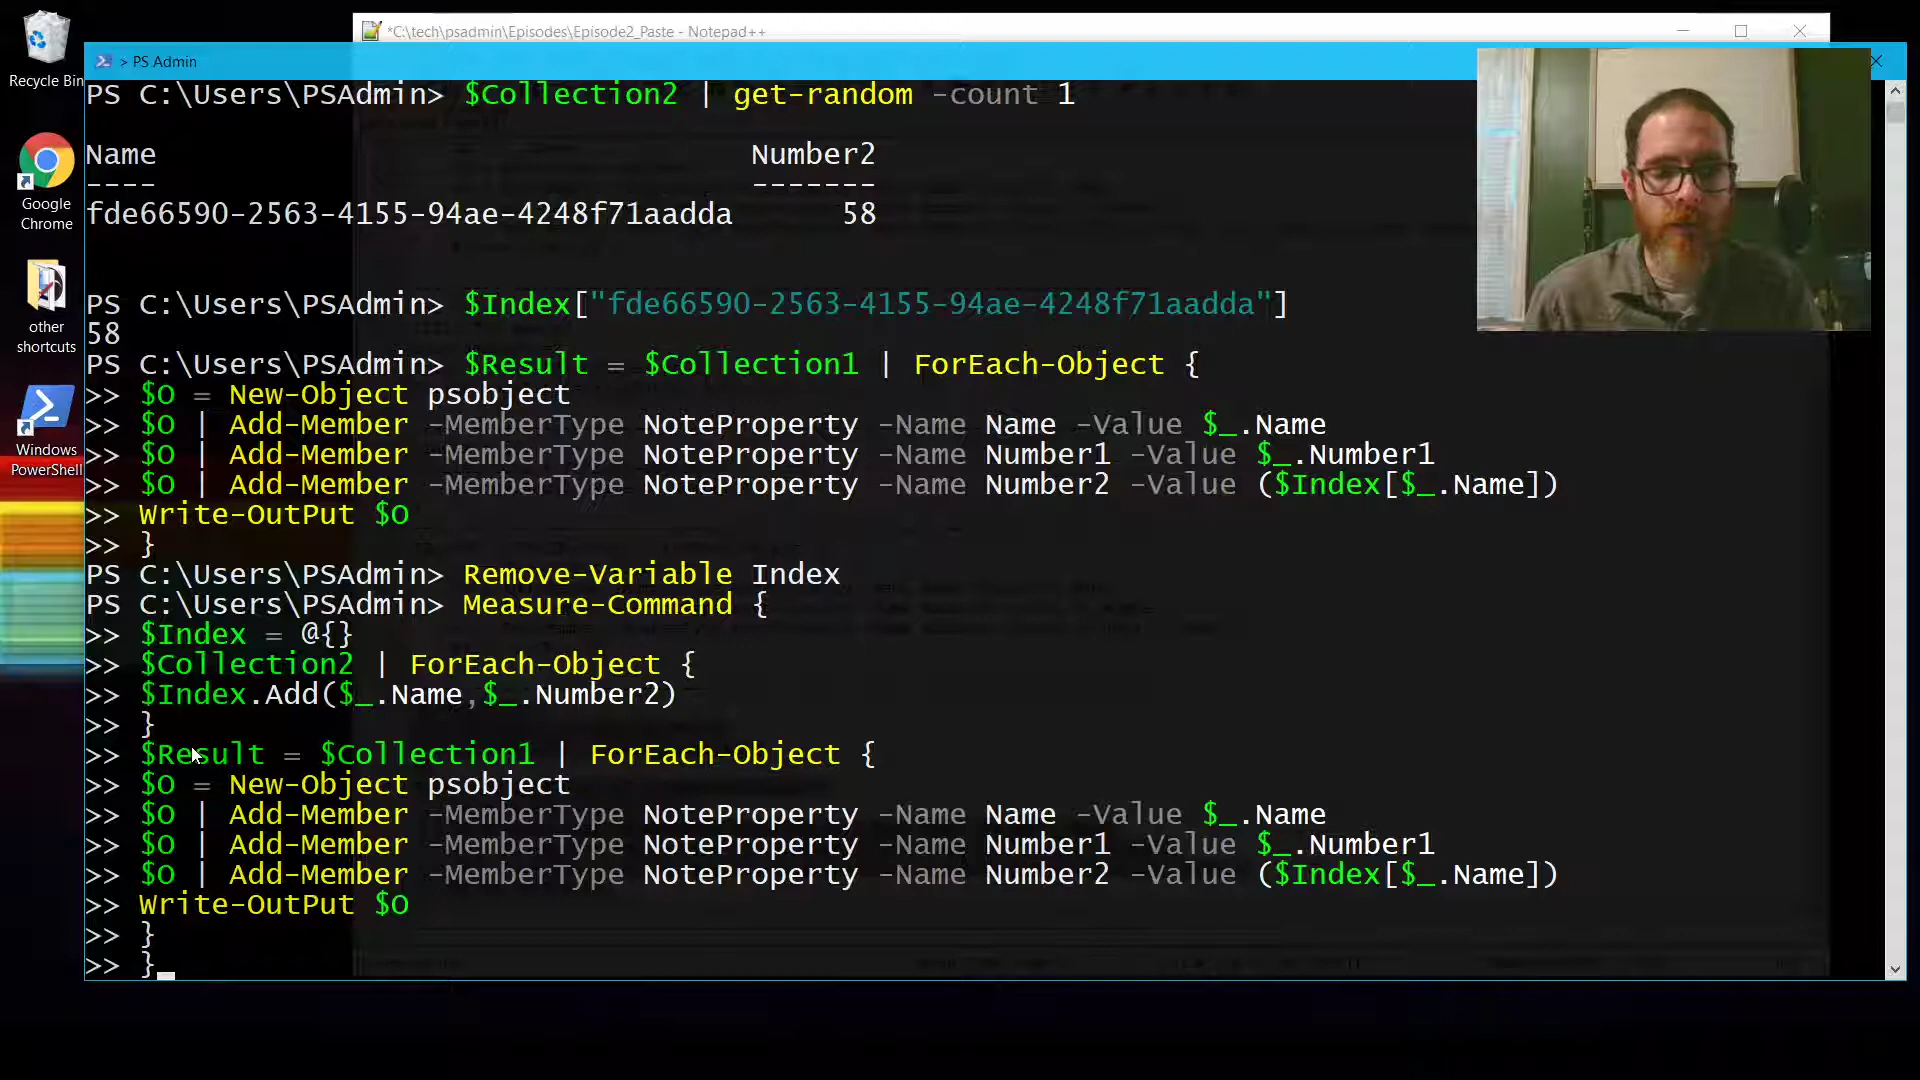 Recycle Bin
Google
Chrome
other
shortcuts
Windows
PowerShell
*C:\tech\psadmin\Episodes\Episode2_Paste - Notepad++
> PS Admin
PS C:\Users\PSAdmin> $Collection2 | get-random -count 1
Name Number2
---- -------
fde66590-2563-4155-94ae-4248f71aadda 58
PS C:\Users\PSAdmin> $Index["fde66590-2563-4155-94ae-4248f71aadda"]
58
PS C:\Users\PSAdmin> $Result = $Collection1 | ForEach-Object {
>> $O = New-Object psobject
>> $O | Add-Member -MemberType NoteProperty -Name Name -Value $_.Name
>> $O | Add-Member -MemberType NoteProperty -Name Number1 -Value $_.Number1
>> $O | Add-Member -MemberType NoteProperty -Name Number2 -Value ($Index[$_.Name])
>> Write-OutPut $O
>> }
PS C:\Users\PSAdmin> Remove-Variable Index
PS C:\Users\PSAdmin> Measure-Command {
>> $Index = @{}
>> $Collection2 | ForEach-Object {
>> $Index.Add($_.Name,$_.Number2)
>> }
>> $Result = $Collection1 | ForEach-Object {
>> $O = New-Object psobject
>> $O | Add-Member -MemberType NoteProperty -Name Name -Value $_.Name
>> $O | Add-Member -MemberType NoteProperty -Name Number1 -Value $_.Number1
>> $O | Add-Member -MemberType NoteProperty -Name Number2 -Value ($Index[$_.Name])
>> Write-OutPut $O
>> }
>> }